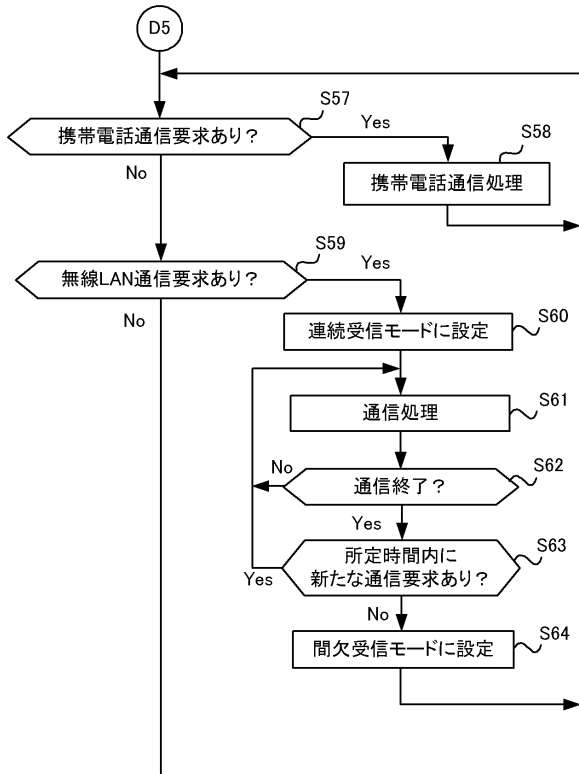 D5
S57
携帯電話通信要求あり？
Yes
S58
No
携帯電話通信処理
S59
無線LAN通信要求あり？
Yes
No
S60
連続受信モードに設定
S61
通信処理
No
S62
通信終了？
Yes
S63
所定時間内に
新たな通信要求あり？
Yes
No
S64
間欠受信モードに設定